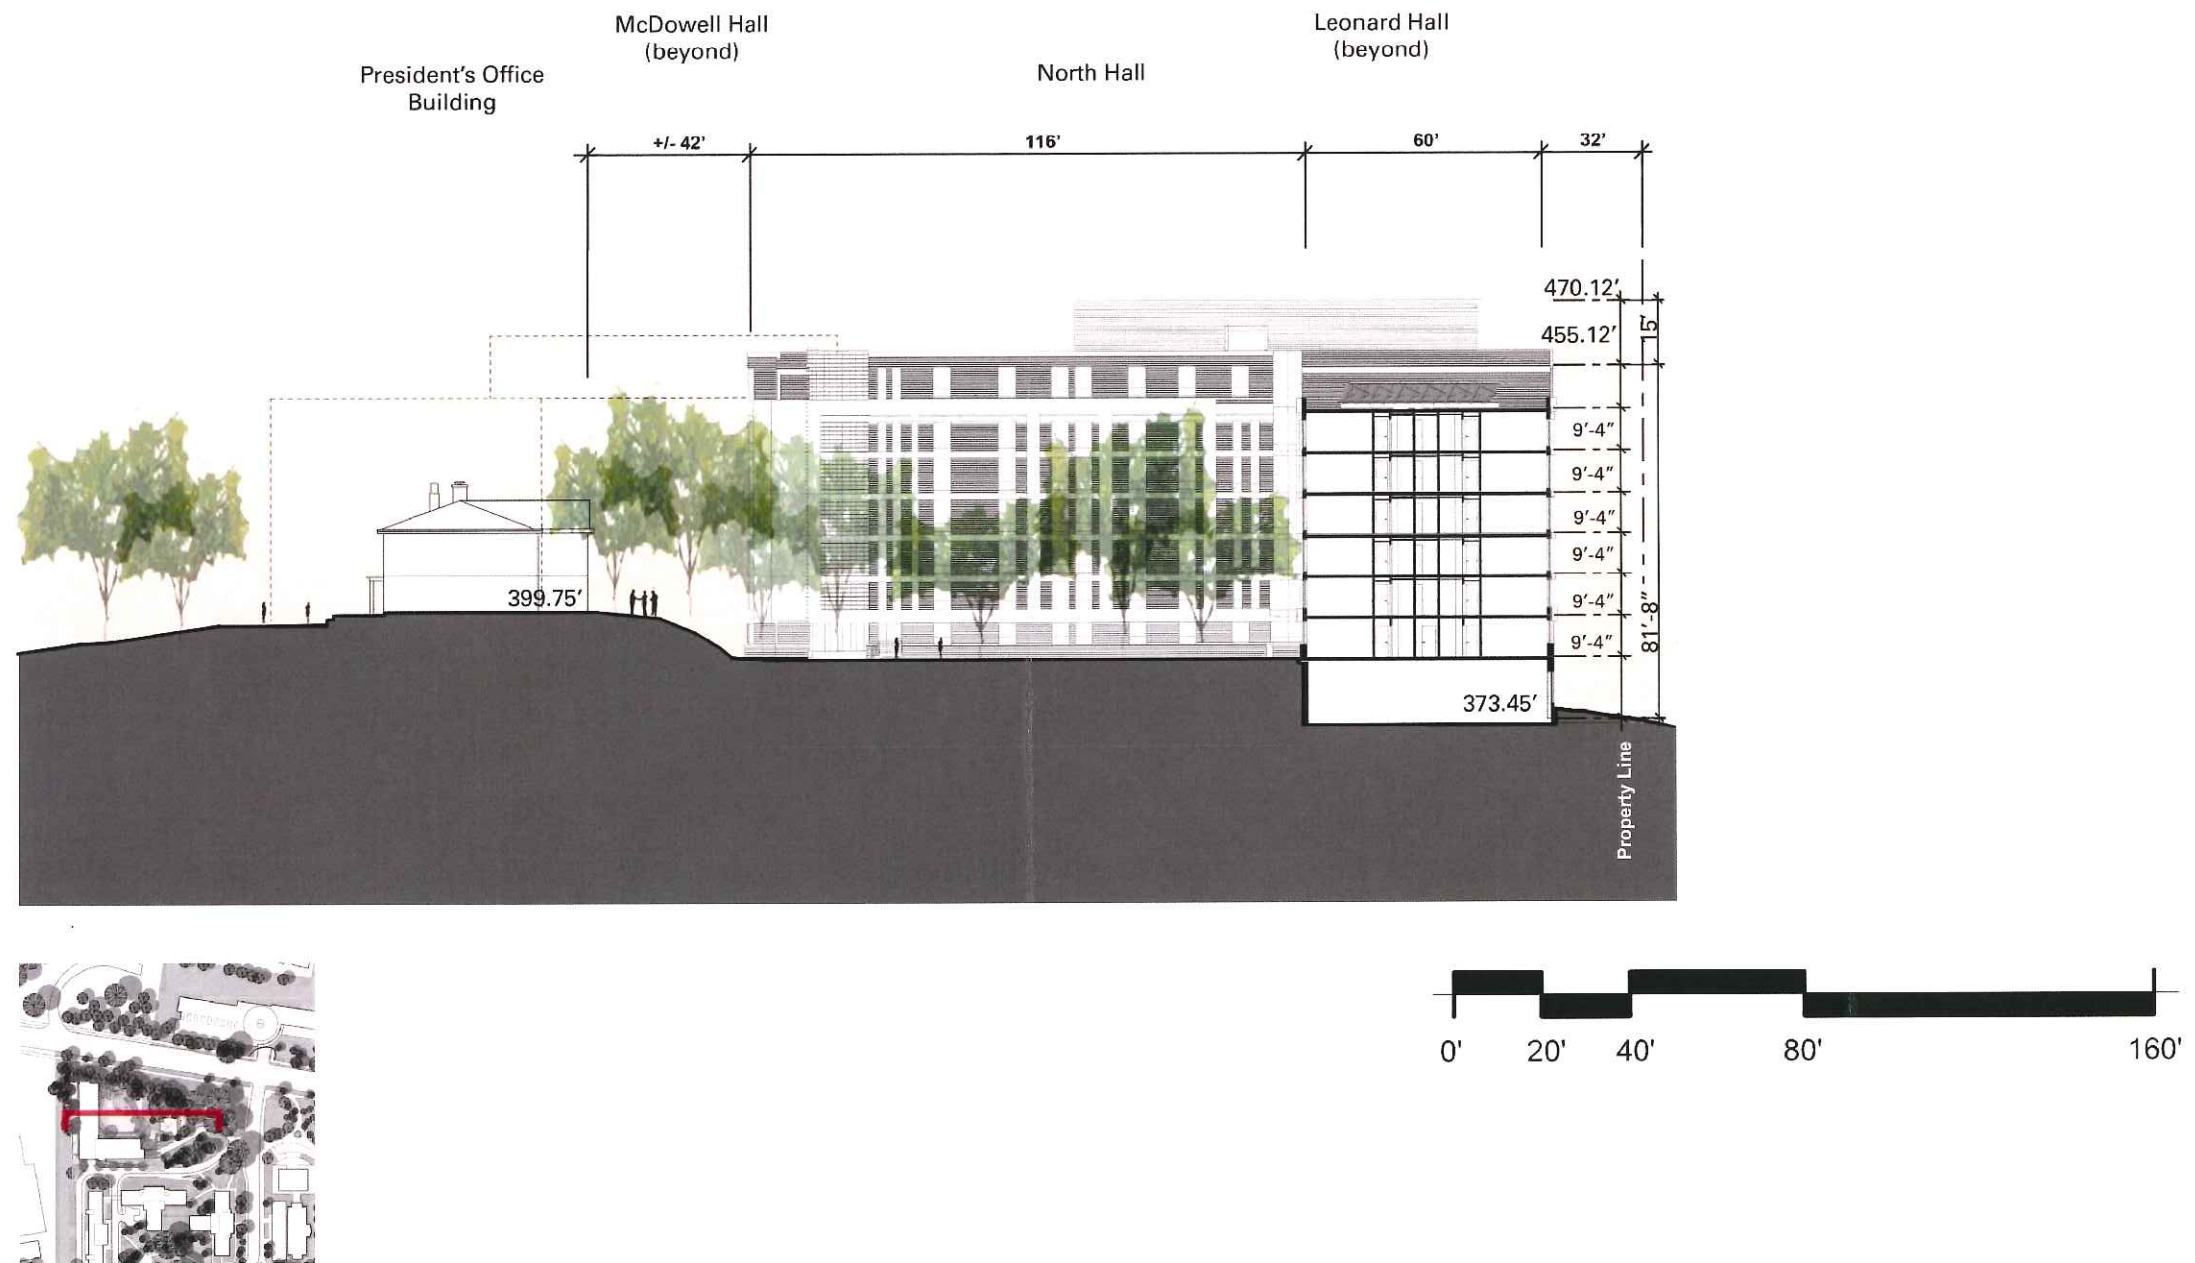 McDowell Hall
(beyond)
Leonard Hall
(beyond)
President's Office
Building
North Hall
+/- 42'
116'
60'
32'
470.12'
455.12'
15'
9'-4"
9'-4"
9'-4"
9'-4"
9'-4"
9'-4"
81'-8"
399.75'
373.45'
Property Line
0'
20'
40'
80'
160'